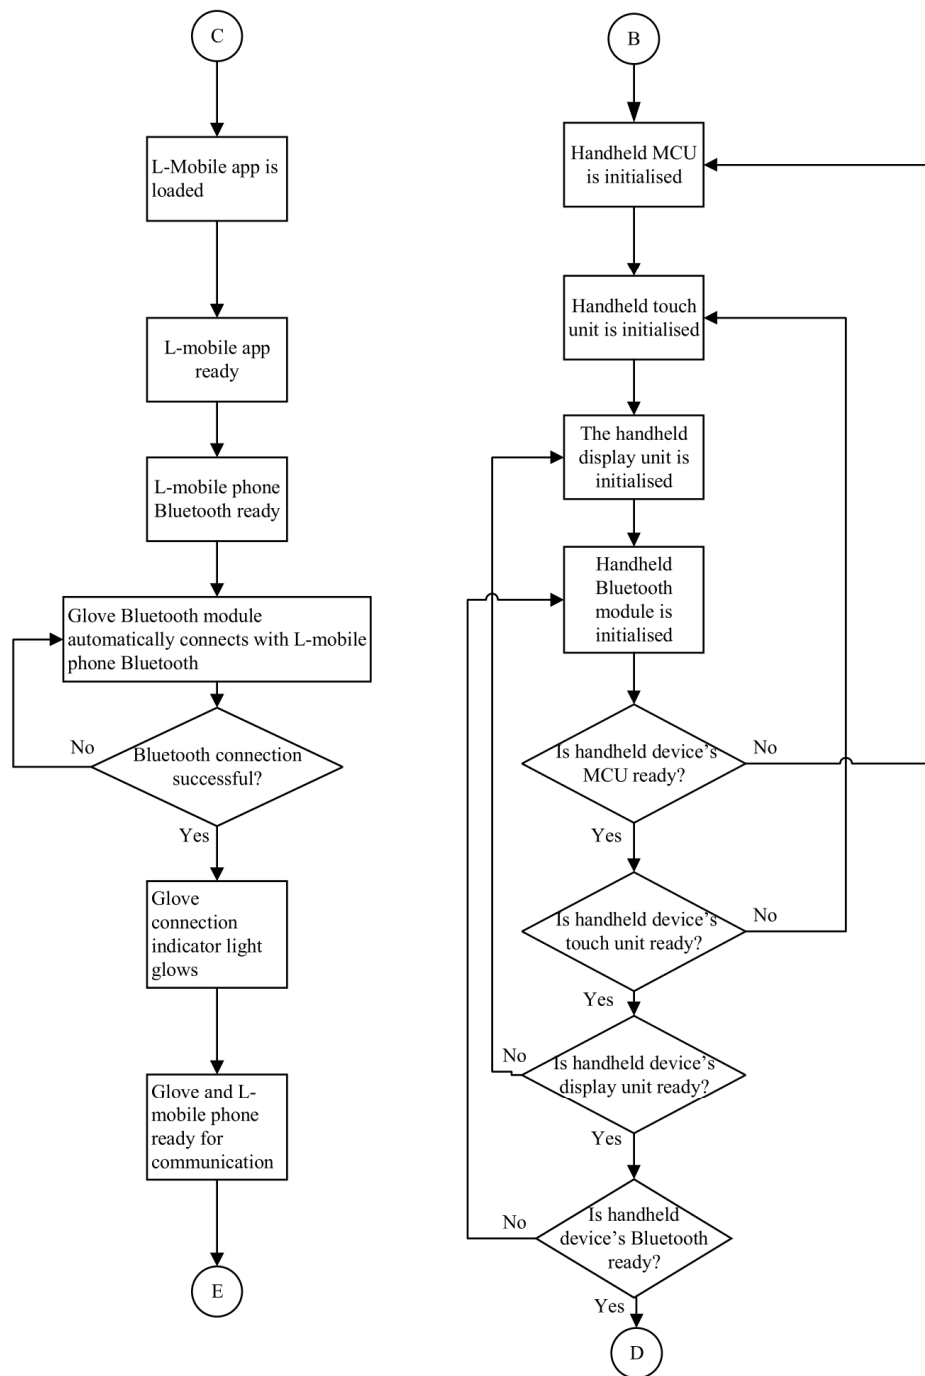 C
L-Mobile app is
loaded
L-mobile app
ready
L-mobile phone
Bluetooth ready
Glove Bluetooth module
automatically connects with L-mobile
phone Bluetooth
No
Bluetooth connection
successful?
Yes
Glove
connection
indicator light
glows
Glove and L-
mobile phone
ready for
communication
E
B
Handheld MCU
is initialised
Handheld touch
unit is initialised
The handheld
display unit is
initialised
Handheld
Bluetooth
module is
initialised
Is handheld device's
MCU ready?
No
Yes
Is handheld device's
touch unit ready?
No
Yes
No
Is handheld device's
display unit ready?
Yes
No
Is handheld
device's Bluetooth
ready?
Yes
D